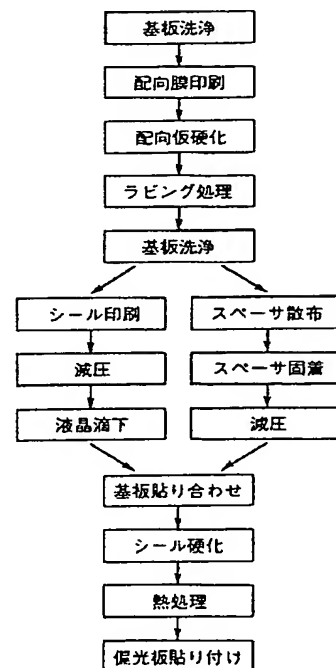 基板洗浄
配向膜印刷
配向仮硬化
ラビング処理
基板洗浄
シール印刷
減圧
液晶滴下
スペーサ散布
スペーサ固着
減圧
基板貼り合わせ
シール硬化
熱処理
偏光板貼り付け